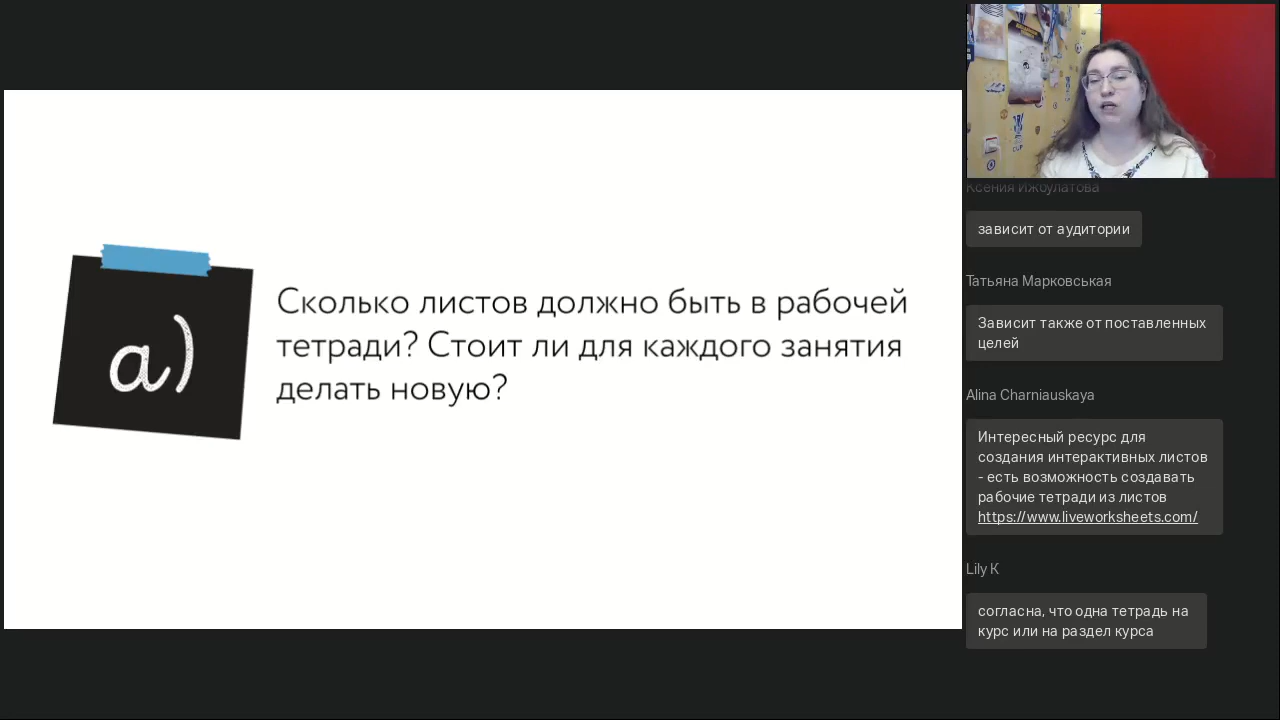 а)
Сколько листов должно быть в рабочей
тетради? Стоит ли для каждого занятия
делать новую?
Ксения Ижбулатова
зависит от аудитории
Татьяна Марковськая
Зависит также от поставленных
целей
Alina Charniauskaya
Интересный ресурс для
создания интерактивных листов
- есть возможность создавать
рабочие тетради из листов
https://www.liveworksheets.com/
Lily K
согласна, что одна тетрадь на
курс или на раздел курса